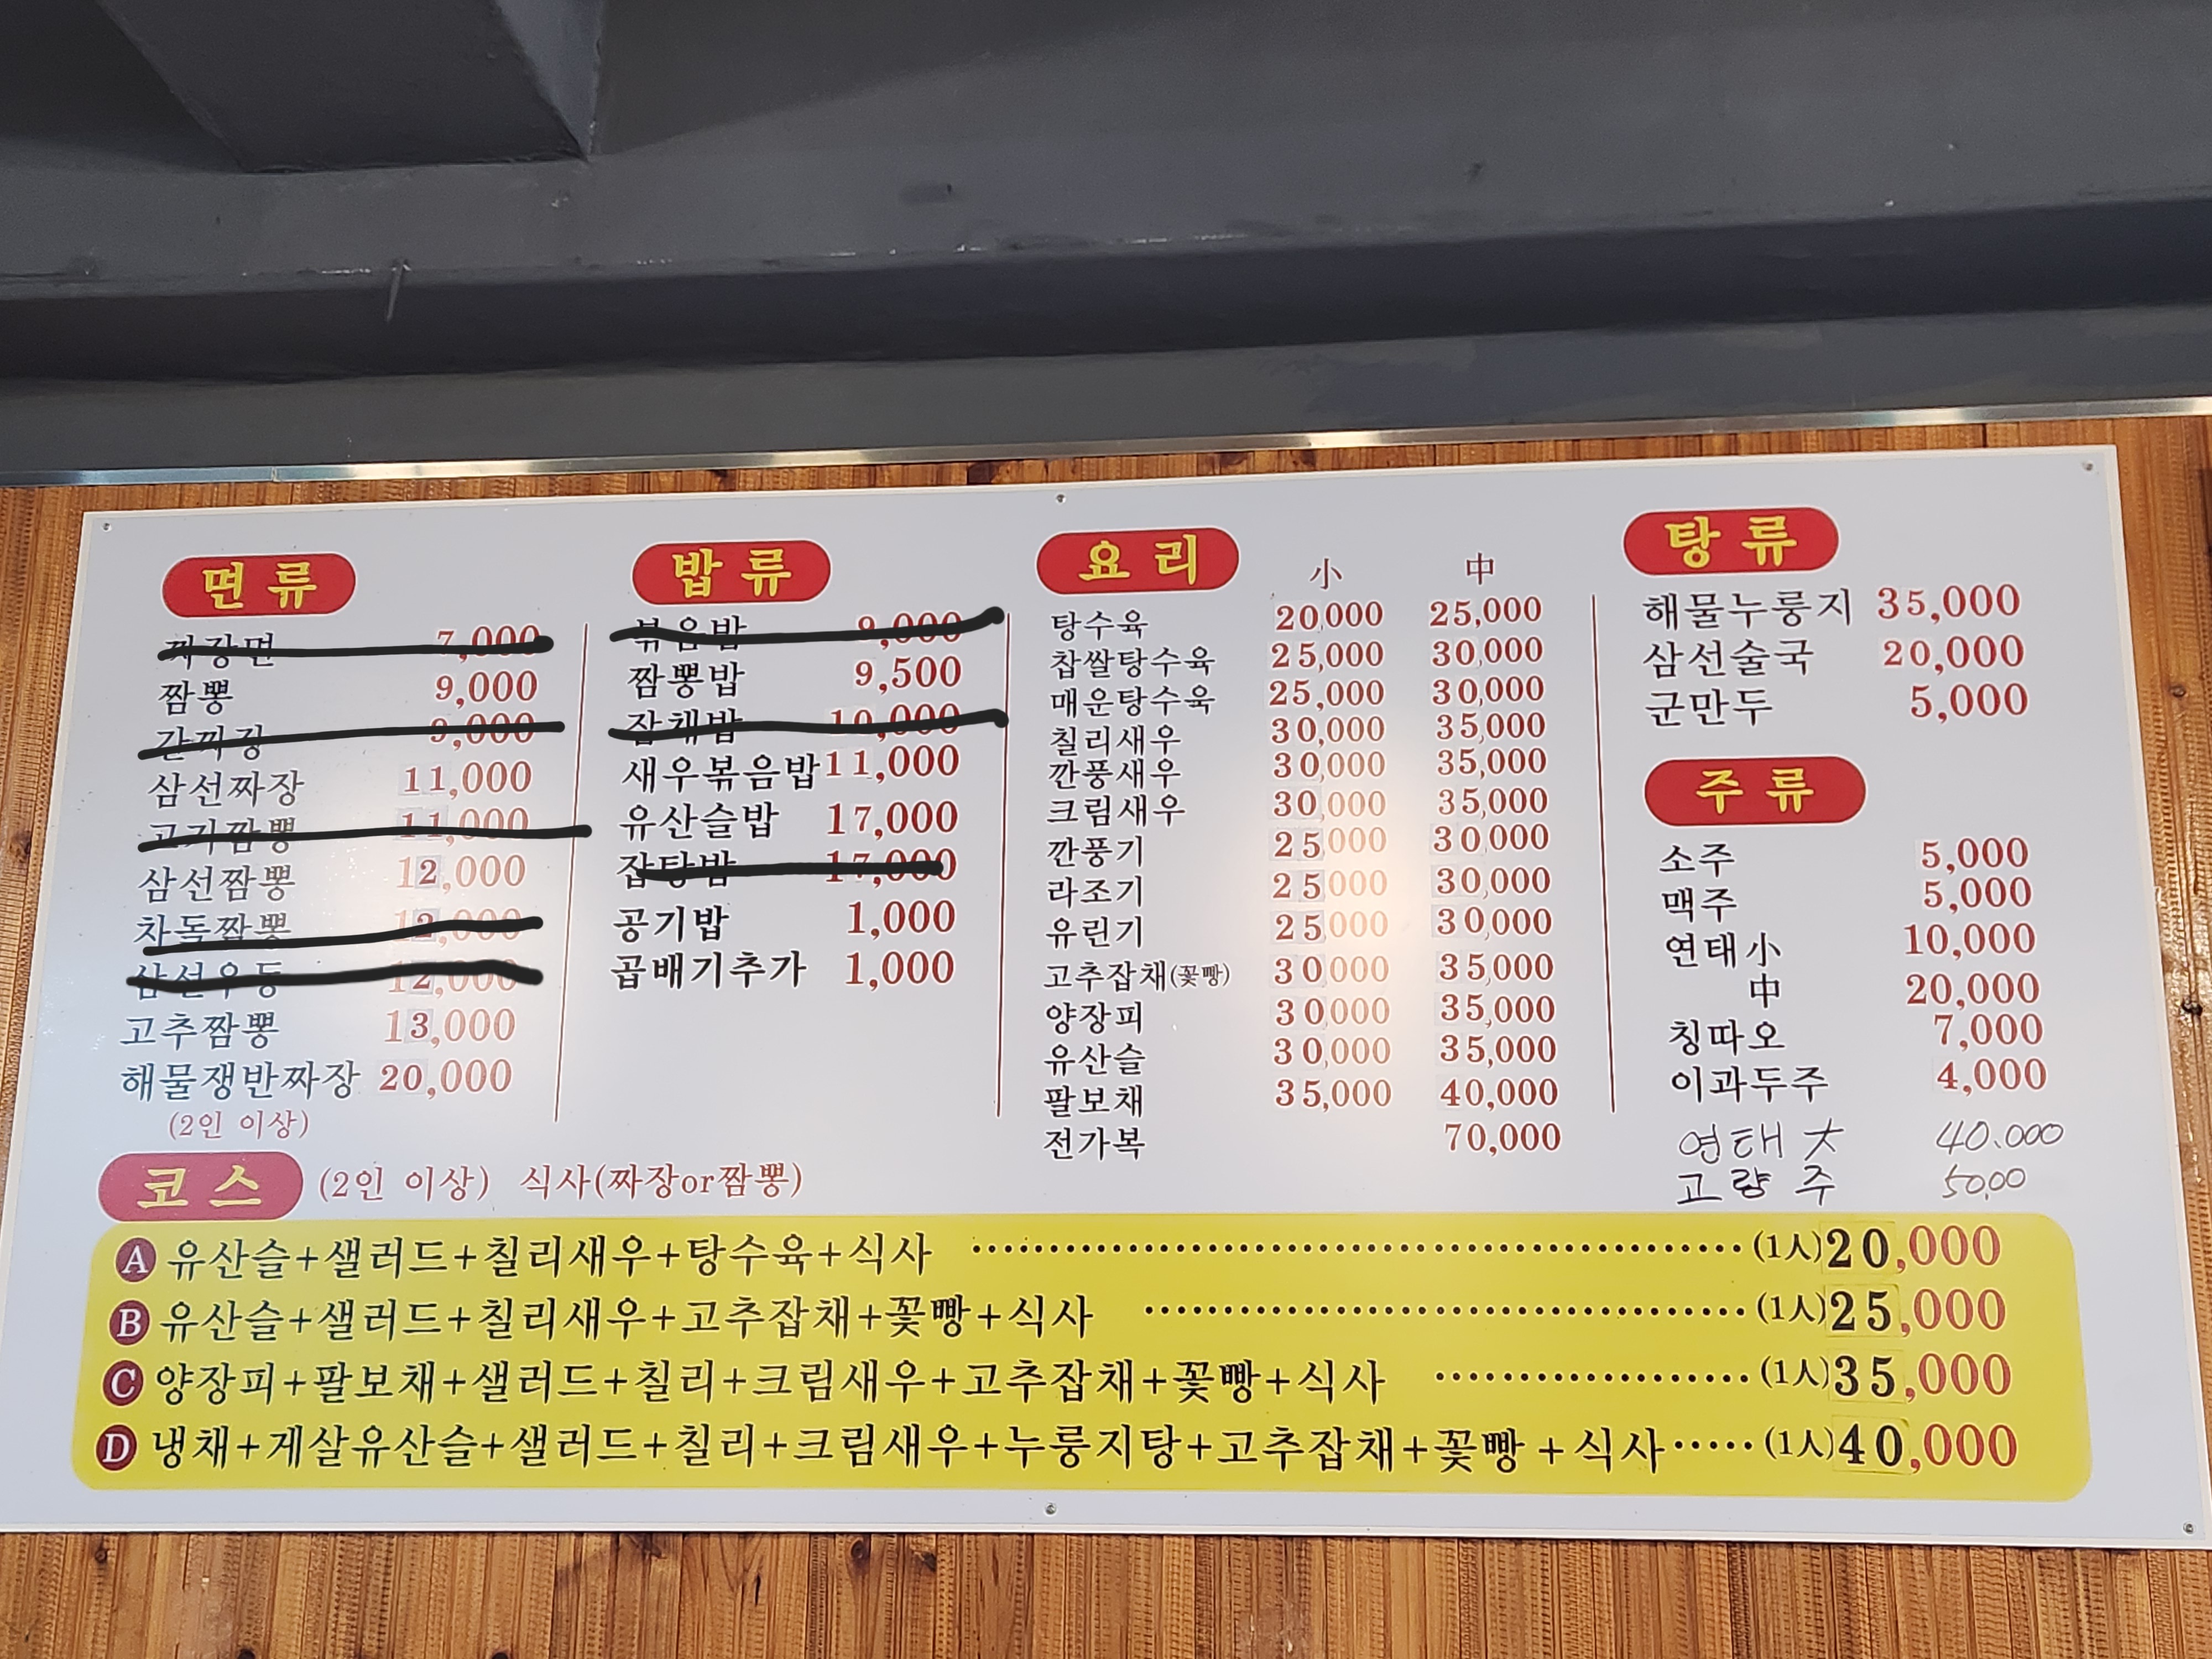 면류
짜장면 7,000
짬뽕 9,000
간짜장 9,000
삼선짜장 11,000
고기짬뽕 11,000
삼선짬뽕 12,000
차돌짬뽕 12,000
삼선우동 12,000
고추짬뽕 13,000
해물쟁반짜장 20,000
(2인 이상)
밥류
볶음밥 9,000
짬뽕밥 9,500
잡채밥 10,000
새우볶음밥 11,000
유산슬밥 17,000
잡탕밥 17,000
공기밥 1,000
곱배기추가 1,000
요리 小 中
탕수육 20,000 25,000
찹쌀탕수육 25,000 30,000
매운탕수육 25,000 30,000
칠리새우 30,000 35,000
깐풍새우 30,000 35,000
크림새우 30,000 35,000
깐풍기 25,000 30,000
라조기 25,000 30,000
유린기 25,000 30,000
고추잡채(꽃빵) 30,000 35,000
양장피 30,000 35,000
유산슬 30,000 35,000
팔보채 35,000 40,000
전가복 70,000
탕류
해물누룽지 35,000
삼선술국 20,000
군만두 5,000
주류
소주 5,000
맥주 5,000
연태小 10,000
中 20,000
칭따오 7,000
이과두주 4,000
연태 大 40.000
고량주 50,00
코스 (2인 이상) 식사(짜장or짬뽕)
A 유산슬+샐러드+칠리새우+탕수육+식사 (1人)20,000
B 유산슬+샐러드+칠리새우+고추잡채+꽃빵+식사 (1人)25,000
C 양장피+팔보채+샐러드+칠리+크림새우+고추잡채+꽃빵+식사 (1人)35,000
D 냉채+게살유산슬+샐러드+칠리+크림새우+누룽지탕+고추잡채+꽃빵+식사 (1人)40,000